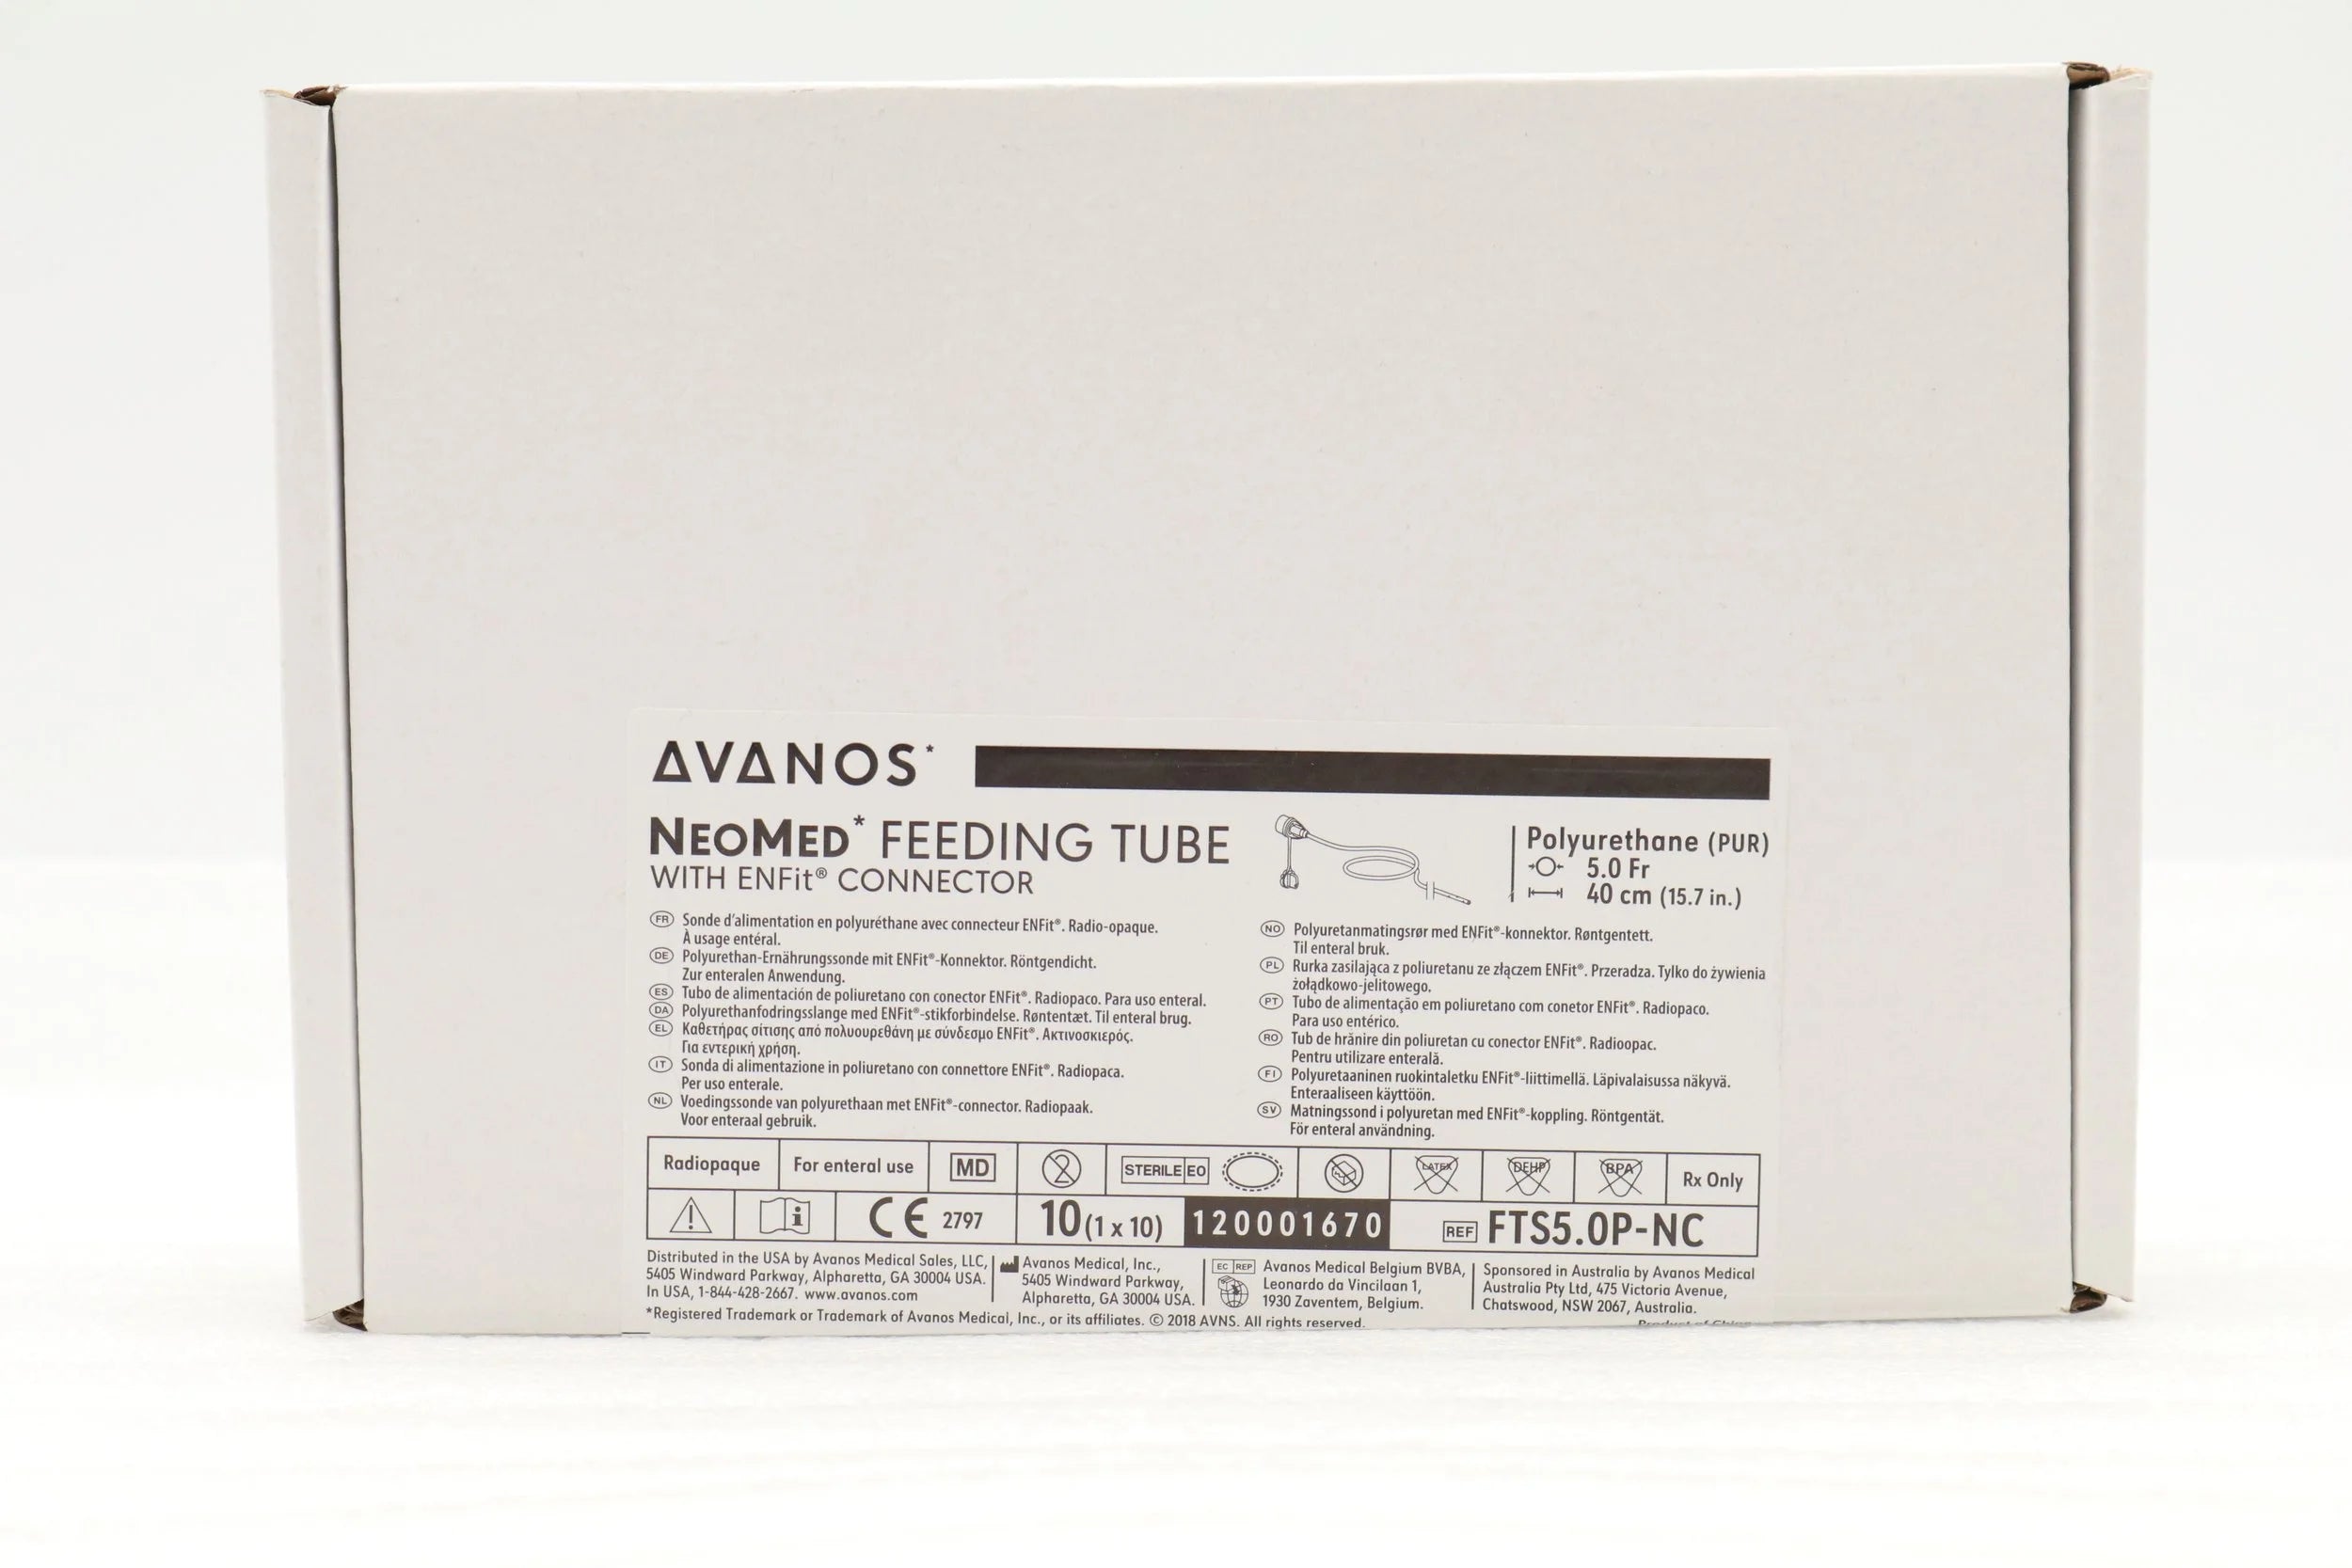 AVANOS*
NEOMED* FEEDING TUBE
WITH ENFit® CONNECTOR
Polyurethane (PUR)
5.0 Fr
40 cm (15.7 in.)
FR Sonde d'alimentation en polyuréthane avec connecteur ENFit®. Radio-opaque.
À usage entéral.
DE Polyurethan-Ernährungssonde mit ENFit®-Konnektor. Röntgendicht.
Zur enteralen Anwendung.
ES Tubo de alimentación de poliuretano con conector ENFit®. Radiopaco. Para uso enteral.
DA Polyurethanfodringsslange med ENFit®-stikforbindelse. Røntentæt. Til enteral brug.
EL Καθετήρας σίτισης από πολυουρεθάνη με σύνδεσμο ENFit®. Ακτινοσκιερός.
Για εντερική χρήση.
IT Sonda di alimentazione in poliuretano con connettore ENFit®. Radiopaca.
Per uso enterale.
NL Voedingssonde van polyurethaan met ENFit®-connector. Radiopaak.
Voor enteraal gebruik.
NO Polyuretanmatingsrør med ENFit®-konnektor. Røntgentett.
Til enteral bruk.
PL Rurka zasilająca z poliuretanu ze złączem ENFit®. Przeradza. Tylko do żywienia
żołądkowo-jelitowego.
PT Tubo de alimentação em poliuretano com conetor ENFit®. Radiopaco.
Para uso entérico.
RO Tub de hrănire din poliuretan cu conector ENFit®. Radioopac.
Pentru utilizare enterală.
FI Polyuretaaninen ruokintaletku ENFit®-liittimellä. Läpivalaisussa näkyvä.
Enteraaliseen käyttöön.
SV Matningssond i polyuretan med ENFit®-koppling. Röntgentät.
För enteral användning.
Radiopaque For enteral use MD 2 STERILE EO LATEX DEHP BPA Rx Only
CE 2797 10 (1 x 10) 120001670 REF FTS5.0P-NC
Distributed in the USA by Avanos Medical Sales, LLC,
5405 Windward Parkway, Alpharetta, GA 30004 USA.
In USA, 1-844-428-2667. www.avanos.com
Avanos Medical, Inc.,
5405 Windward Parkway,
Alpharetta, GA 30004 USA.
EC REP Avanos Medical Belgium BVBA,
Leonardo da Vincilaan 1,
1930 Zaventem, Belgium.
Sponsored in Australia by Avanos Medical
Australia Pty Ltd, 475 Victoria Avenue,
Chatswood, NSW 2067, Australia.
*Registered Trademark or Trademark of Avanos Medical, Inc., or its affiliates. © 2018 AVNS. All rights reserved.